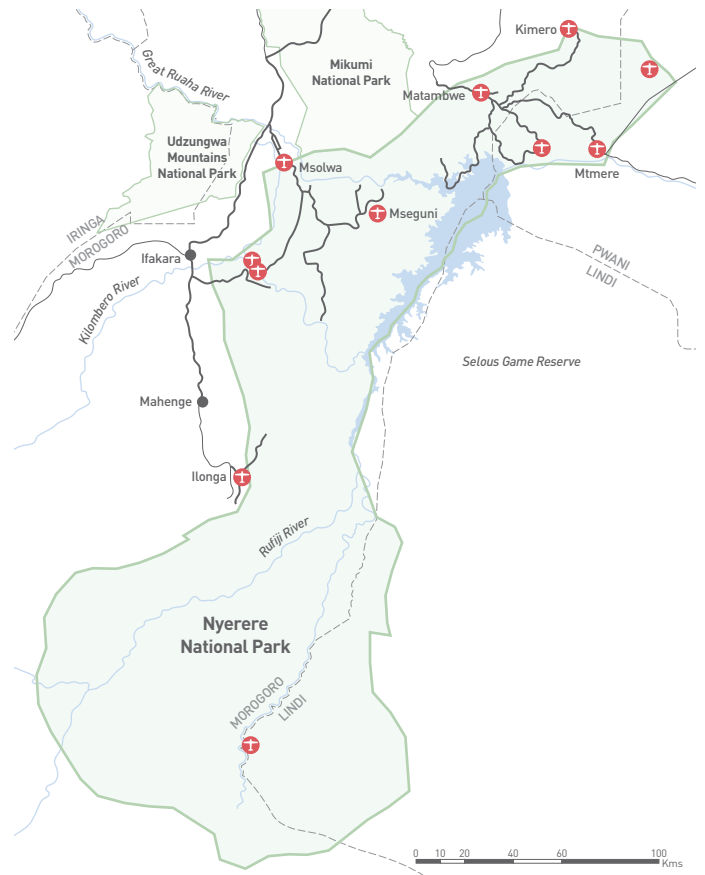 Kimero
Great Ruaha River
Mikumi
National Park
Matambwe
Udzungwa
Mountains
National Park
Msolwa
Mtmere
Mseguni
IRINGA
MOROGORO
Ifakara
PWANI
LINDI
Kilombero River
Selous Game Reserve
Mahenge
Ilonga
Rufiji River
Nyerere
National Park
MOROGORO
LINDI
0 10 20 40 60 100
Kms